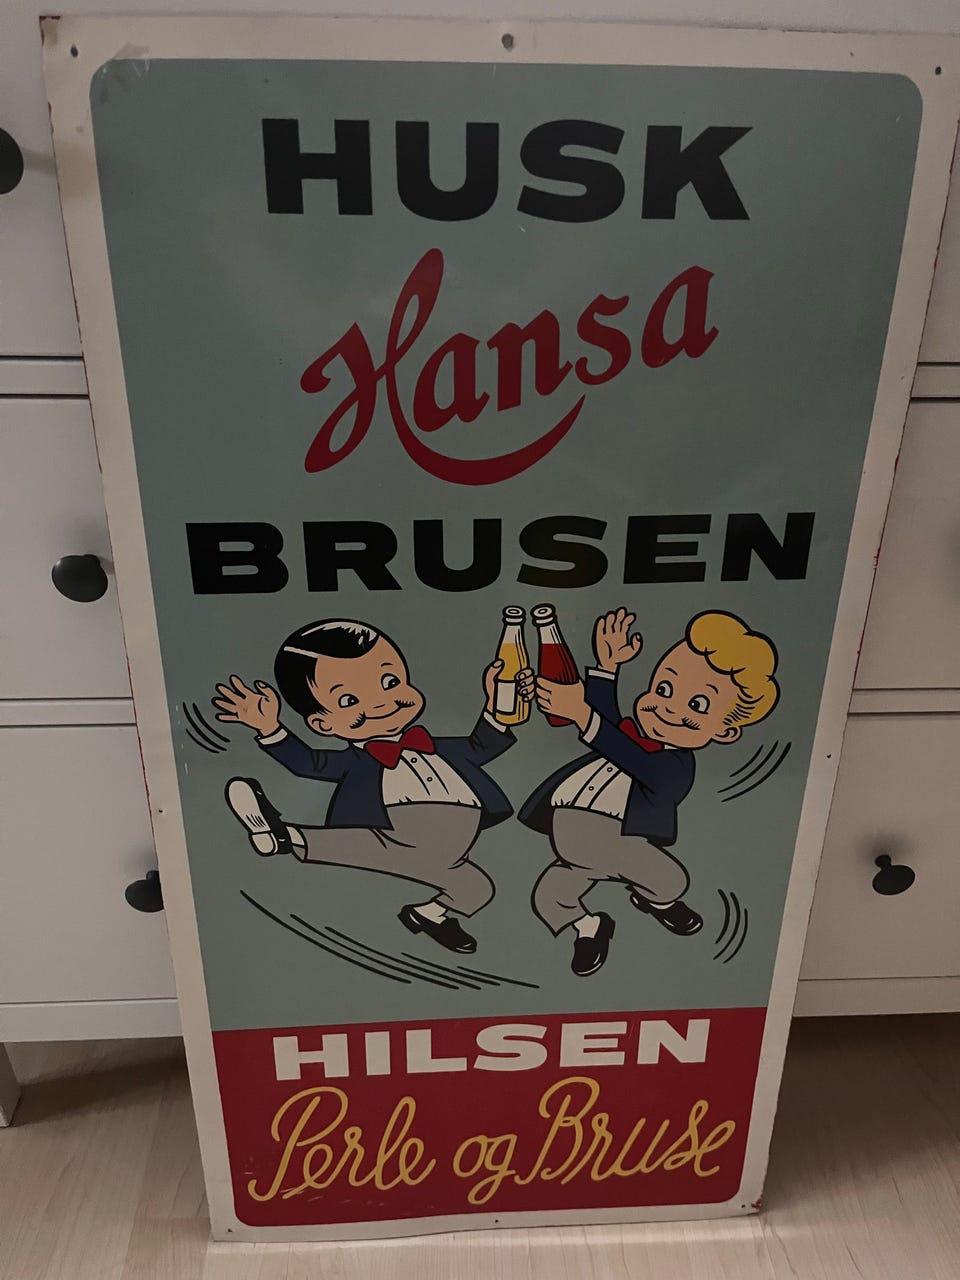 HUSK
Hansa
BRUSEN
HILSEN
Perle og Bruse